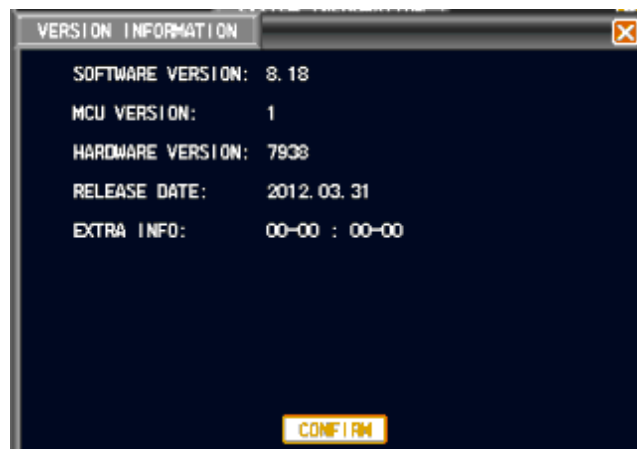 VERSION INFORMATION
SOFTWARE VERSION: 8.18
MCU VERSION: 1
HARDWARE VERSION: 7938
RELEASE DATE: 2012.03.31
EXTRA INFO: 00-00 : 00-00
CONFIRM